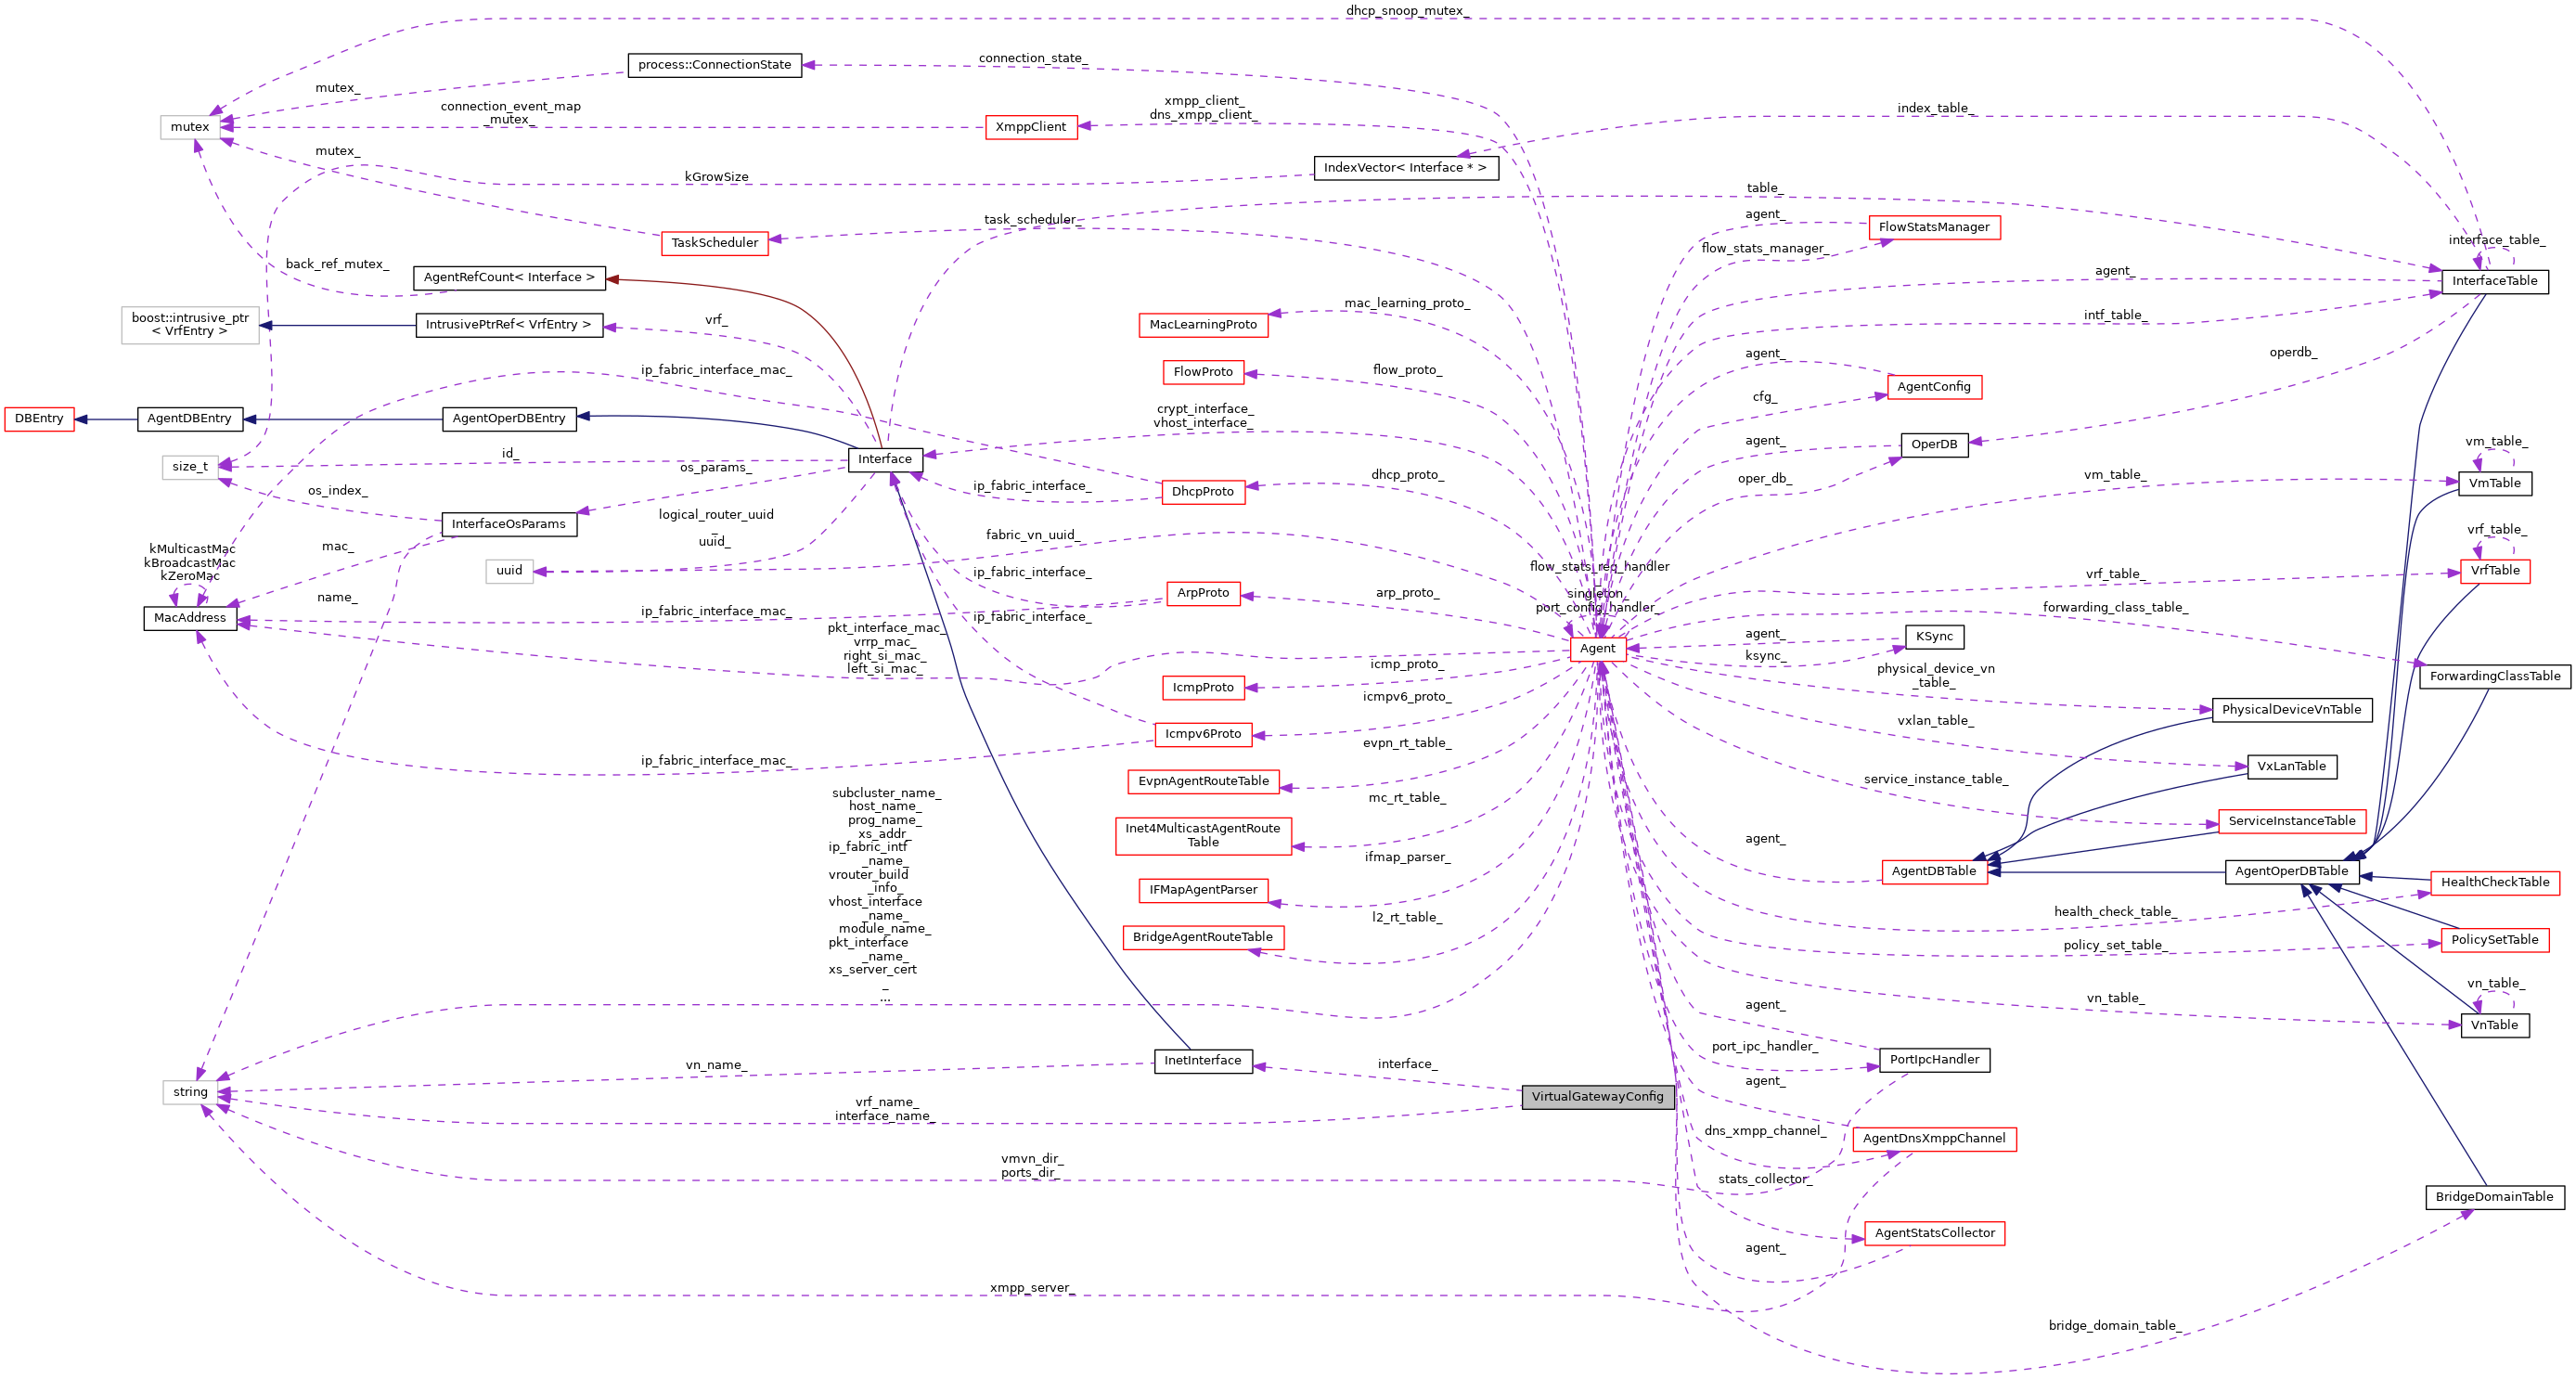 dhcp_snoop_mutex_
process::ConnectionState
connection_state_
mutex_
connection_event_map
_mutex_
xmpp_client_
dns_xmpp_client_
index_table_
mutex
XmppClient
mutex_
kGrowSize
IndexVector< Interface * >
table_
task_scheduler_
agent_
FlowStatsManager
TaskScheduler
flow_stats_manager_
interface_table_
back_ref_mutex_
AgentRefCount< Interface >
agent_
InterfaceTable
boost::intrusive_ptr
< VrfEntry >
IntrusivePtrRef< VrfEntry >
vrf_
mac_learning_proto_
MacLearningProto
intf_table_
ip_fabric_interface_mac_
FlowProto
flow_proto_
agent_
operdb_
AgentConfig
cfg_
DBEntry
AgentDBEntry
AgentOperDBEntry
crypt_interface_
vhost_interface_
agent_
OperDB
vm_table_
size_t
id_
Interface
os_params_
dhcp_proto_
oper_db_
vm_table_
VmTable
os_index_
ip_fabric_interface_
DhcpProto
InterfaceOsParams
logical_router_uuid
_
uuid_
fabric_vn_uuid_
vrf_table_
kMulticastMac
kBroadcastMac
kZeroMac
mac_
uuid
ip_fabric_interface_
flow_stats_req_handler
_
singleton_
port_config_handler_
vrf_table_
VrfTable
MacAddress
name_
ip_fabric_interface_mac_
ip_fabric_interface_
ArpProto
arp_proto_
forwarding_class_table_
pkt_interface_mac_
vrrp_mac_
right_si_mac_
left_si_mac_
Agent
agent_
KSync
ksync_
icmp_proto_
IcmpProto
physical_device_vn
_table_
ForwardingClassTable
icmpv6_proto_
PhysicalDeviceVnTable
Icmpv6Proto
vxlan_table_
ip_fabric_interface_mac_
evpn_rt_table_
VxLanTable
EvpnAgentRouteTable
service_instance_table_
subcluster_name_
host_name_
prog_name_
xs_addr_
ip_fabric_intf
_name_
vrouter_build
_info_
vhost_interface
_name_
module_name_
pkt_interface
_name_
xs_server_cert
_
...
mc_rt_table_
Inet4MulticastAgentRoute
Table
ServiceInstanceTable
agent_
ifmap_parser_
AgentDBTable
AgentOperDBTable
IFMapAgentParser
HealthCheckTable
health_check_table_
l2_rt_table_
BridgeAgentRouteTable
policy_set_table_
PolicySetTable
vn_table_
vn_table_
agent_
VnTable
port_ipc_handler_
PortIpcHandler
InetInterface
vn_name_
interface_
string
agent_
VirtualGatewayConfig
vrf_name_
interface_name_
dns_xmpp_channel_
AgentDnsXmppChannel
vmvn_dir_
ports_dir_
stats_collector_
BridgeDomainTable
AgentStatsCollector
agent_
xmpp_server_
bridge_domain_table_